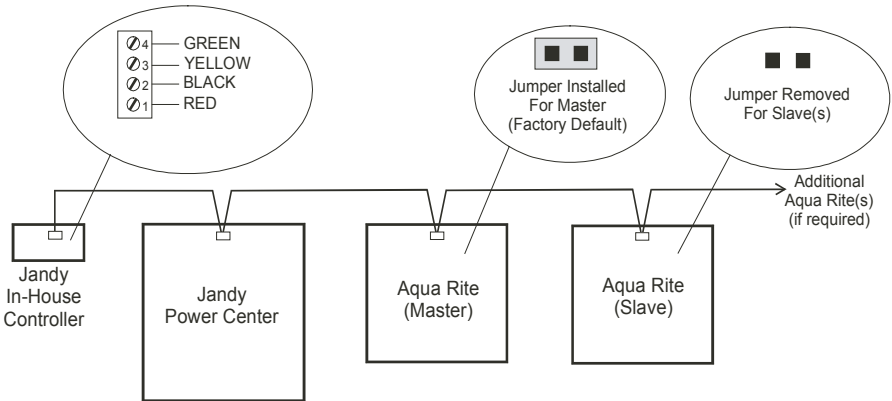 4 GREEN
3 YELLOW
2 BLACK
1 RED
Jumper Installed
For Master
(Factory Default)
Jumper Removed
For Slave(s)
Additional
Aqua Rite(s)
(if required)
Jandy
In-House
Controller
Jandy
Power Center
Aqua Rite
(Master)
Aqua Rite
(Slave)